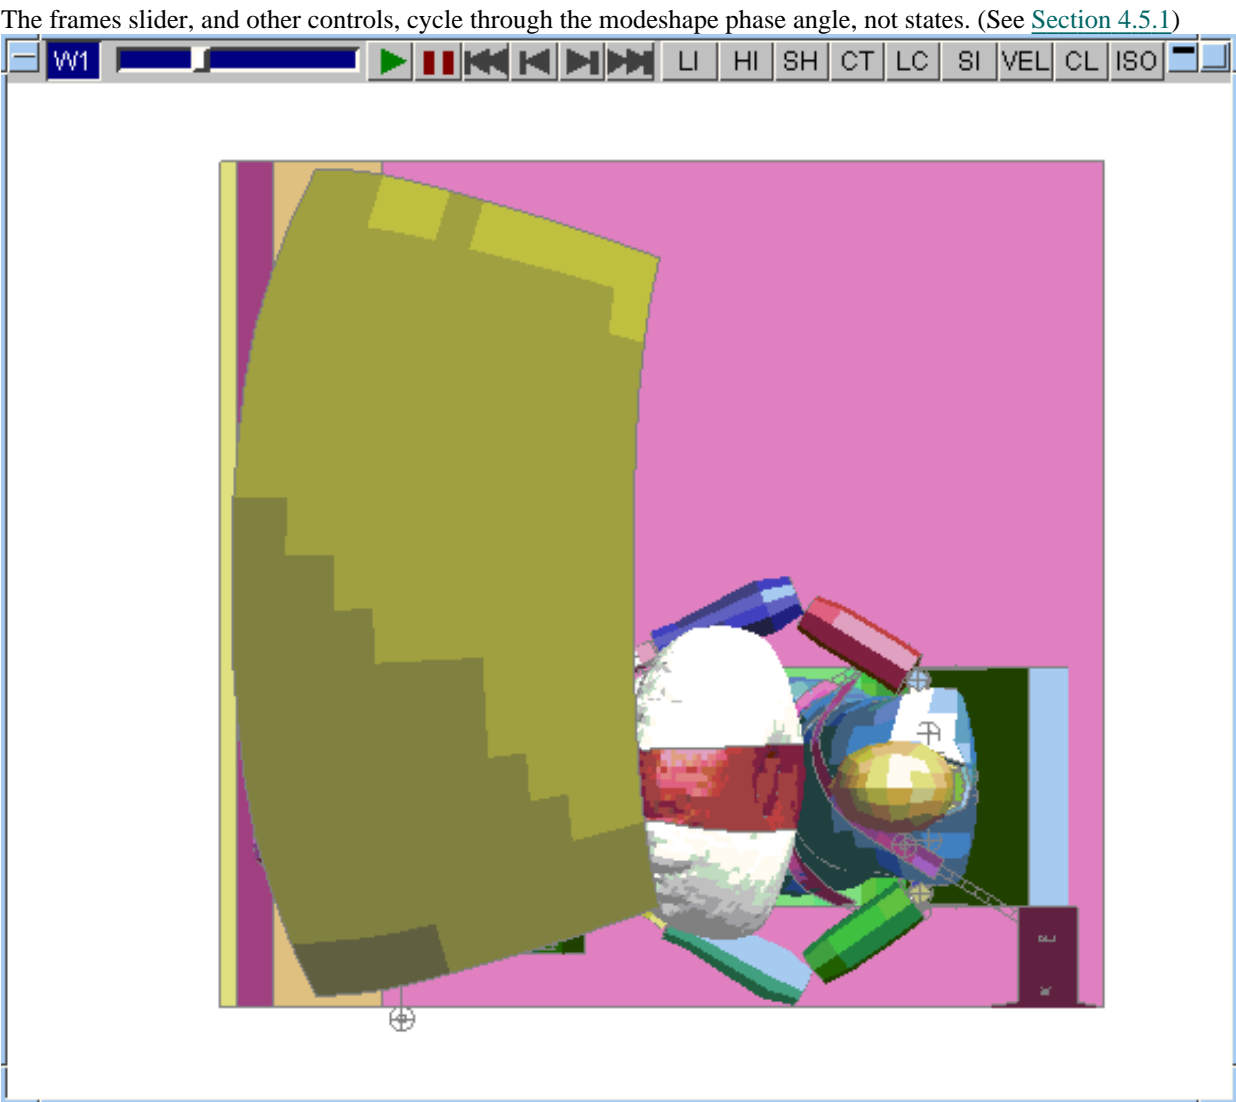 The frames slider, and other controls, cycle through the modeshape phase angle, not states. (See Section 4.5.1)
W1 LI HI SH CT LC SI VEL CL ISO